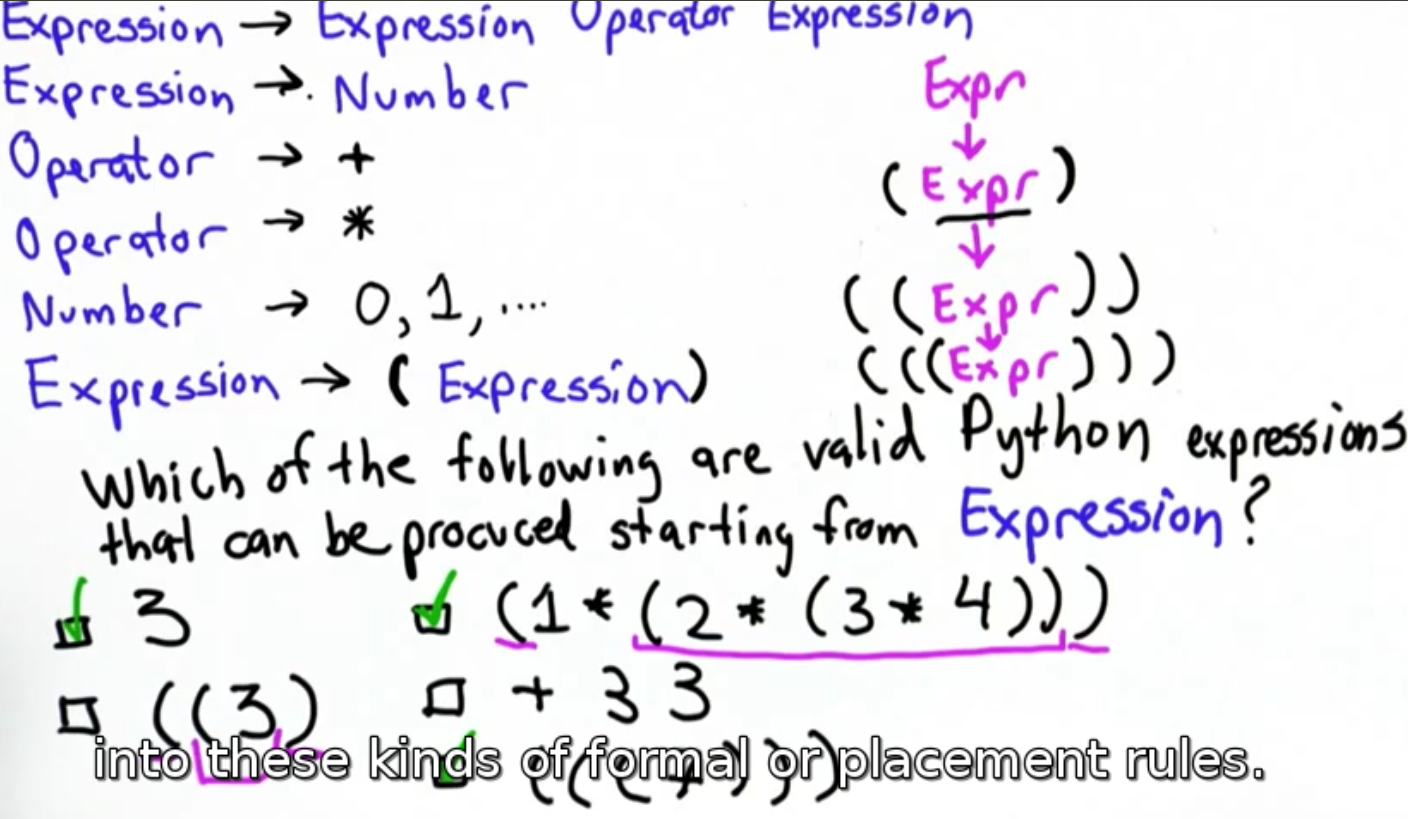 Expression → Expression Operator Expression
Expression → Number
Operator → +
Operator → *
Number → 0, 1, ....
Expression → ( Expression )
Expr
↓
( Expr )
↓
( ( Expr ) )
↓
( ( ( Expr ) ) )
Which of the following are valid Python expressions
that can be procuced starting from Expression ?
3
(1 * (2 * (3 * 4)))
((3)
+ 3 3
into these kinds of formal or placement rules.